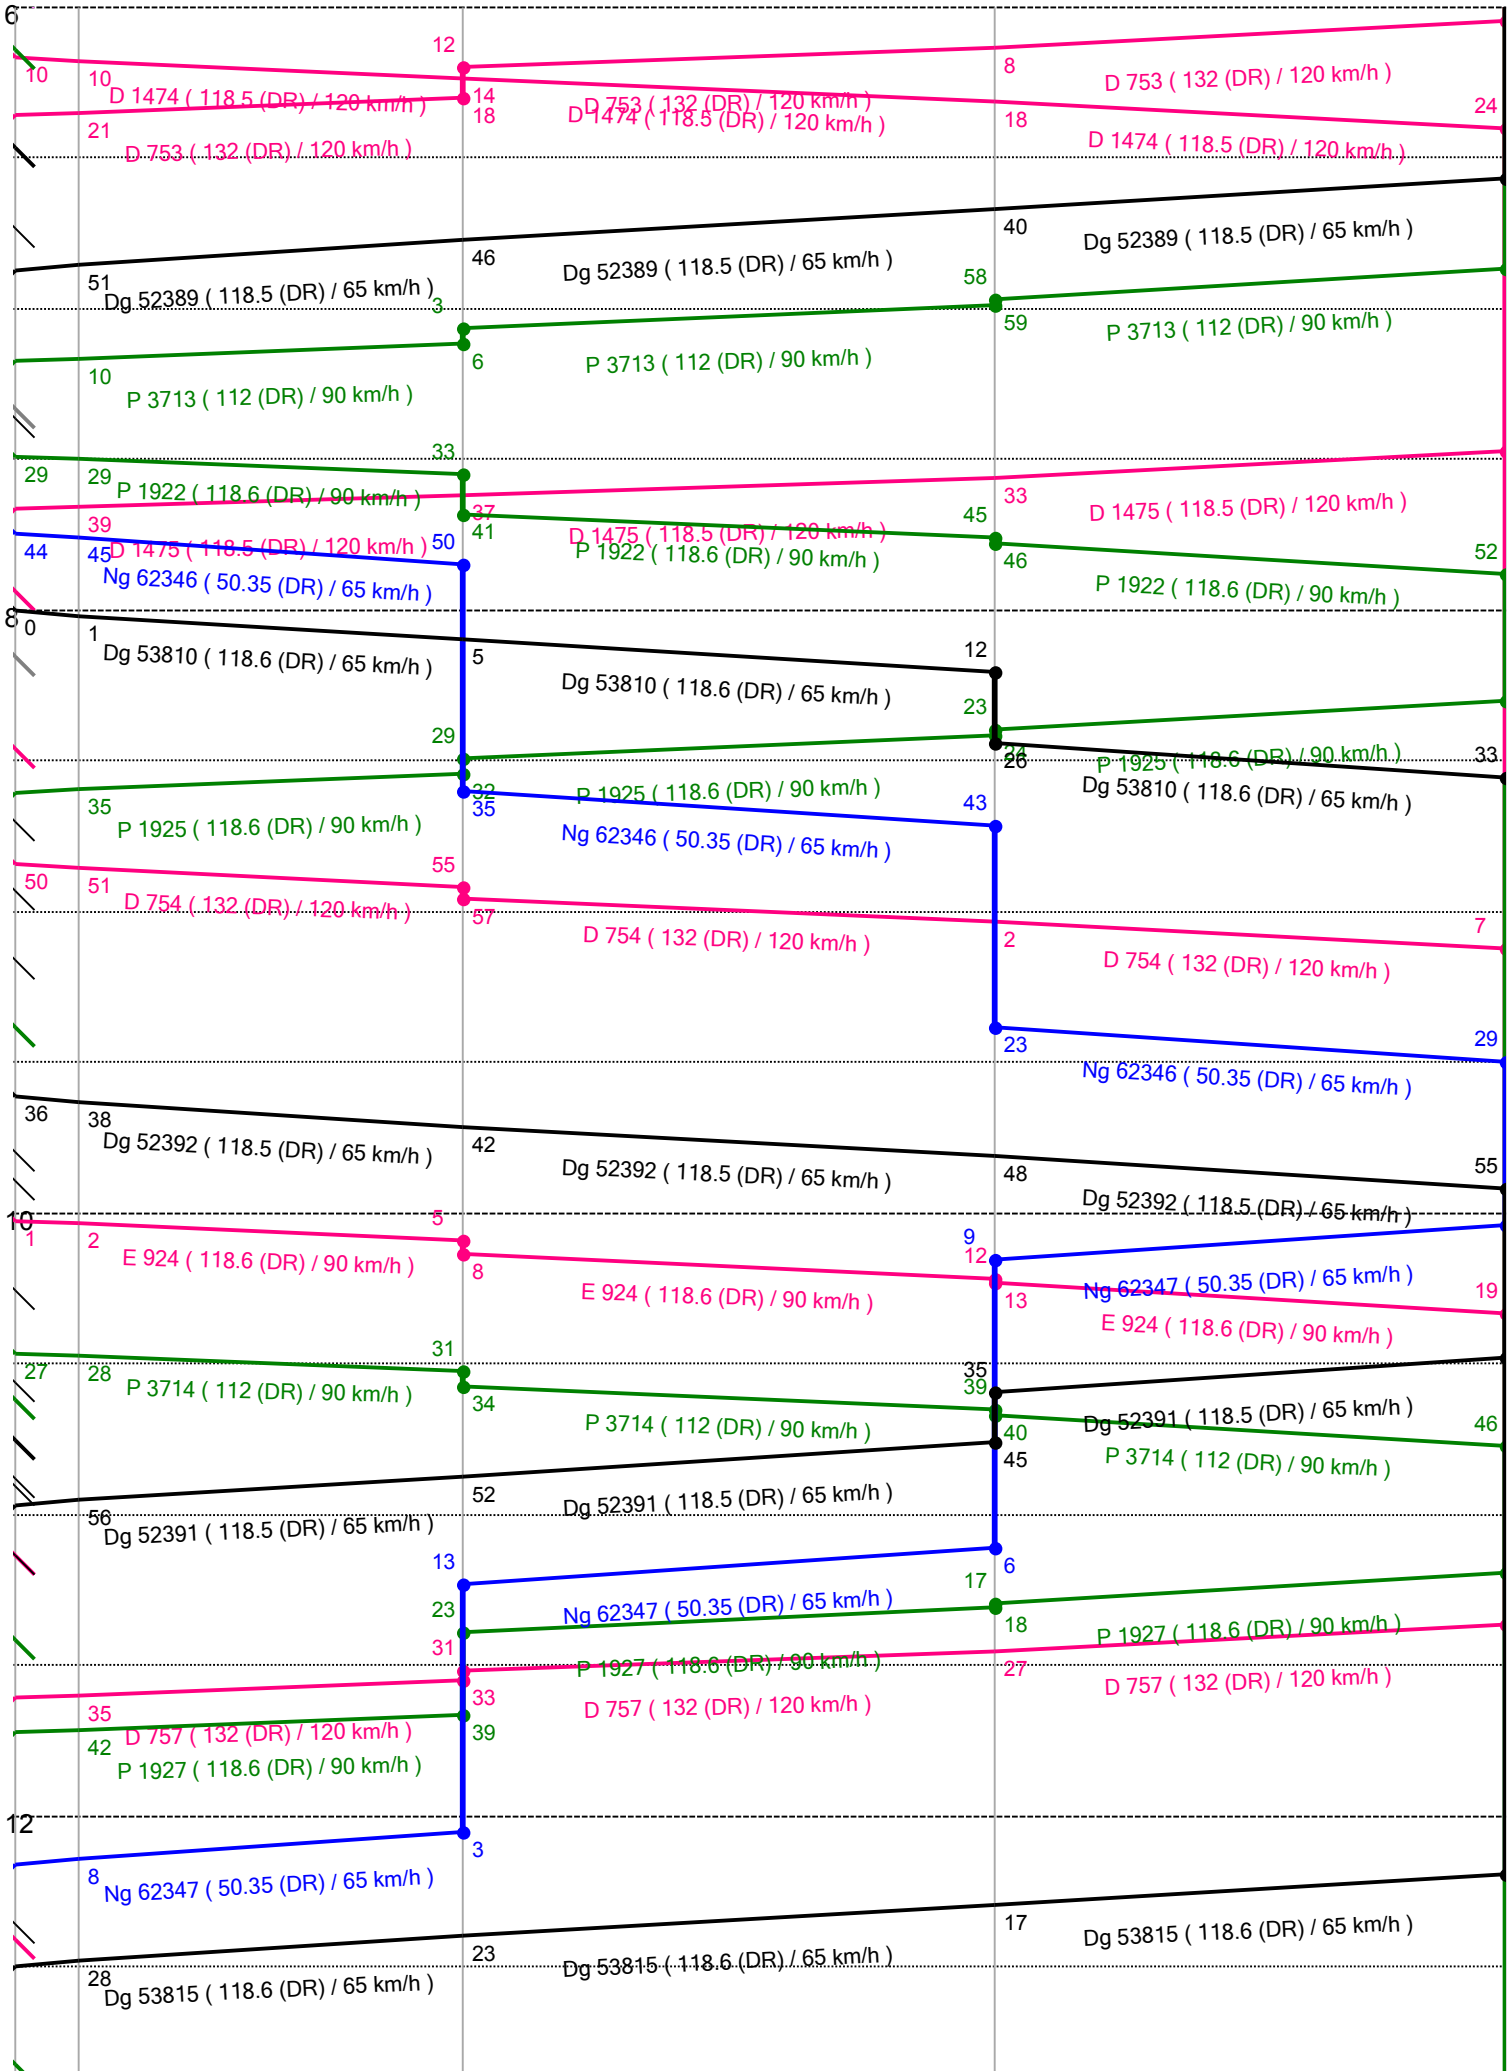 6
12
10
10
8
D 753 ( 132 (DR) / 120 km/h )
D 1474 ( 118.5 (DR) / 120 km/h )
14
D 753 ( 132 (DR) / 120 km/h )
24
18
D 1474 ( 118.5 (DR) / 120 km/h )
18
21
D 753 ( 132 (DR) / 120 km/h )
D 1474 ( 118.5 (DR) / 120 km/h )
40
Dg 52389 ( 118.5 (DR) / 65 km/h )
46
Dg 52389 ( 118.5 (DR) / 65 km/h )
51
Dg 52389 ( 118.5 (DR) / 65 km/h )
58
3
59
P 3713 ( 112 (DR) / 90 km/h )
6
P 3713 ( 112 (DR) / 90 km/h )
10
P 3713 ( 112 (DR) / 90 km/h )
33
29
29
P 1922 ( 118.6 (DR) / 90 km/h )
33
D 1475 ( 118.5 (DR) / 120 km/h )
37
45
39
41
D 1475 ( 118.5 (DR) / 120 km/h )
D 1475 ( 118.5 (DR) / 120 km/h )
50
44
45
P 1922 ( 118.6 (DR) / 90 km/h )
46
52
Ng 62346 ( 50.35 (DR) / 65 km/h )
P 1922 ( 118.6 (DR) / 90 km/h )
8
0
1
Dg 53810 ( 118.6 (DR) / 65 km/h )
5
12
Dg 53810 ( 118.6 (DR) / 65 km/h )
23
29
24
P 1925 ( 118.6 (DR) / 90 km/h )
33
26
Dg 53810 ( 118.6 (DR) / 65 km/h )
32
P 1925 ( 118.6 (DR) / 90 km/h )
35
35
43
P 1925 ( 118.6 (DR) / 90 km/h )
Ng 62346 ( 50.35 (DR) / 65 km/h )
55
50
51
D 754 ( 132 (DR) / 120 km/h )
57
7
D 754 ( 132 (DR) / 120 km/h )
2
D 754 ( 132 (DR) / 120 km/h )
23
29
Ng 62346 ( 50.35 (DR) / 65 km/h )
36
38
Dg 52392 ( 118.5 (DR) / 65 km/h )
42
Dg 52392 ( 118.5 (DR) / 65 km/h )
48
55
Dg 52392 ( 118.5 (DR) / 65 km/h )
10
5
1
2
9
12
E 924 ( 118.6 (DR) / 90 km/h )
8
Ng 62347 ( 50.35 (DR) / 65 km/h )
19
E 924 ( 118.6 (DR) / 90 km/h )
13
E 924 ( 118.6 (DR) / 90 km/h )
31
27
28
35
39
P 3714 ( 112 (DR) / 90 km/h )
34
Dg 52391 ( 118.5 (DR) / 65 km/h )
46
P 3714 ( 112 (DR) / 90 km/h )
40
45
P 3714 ( 112 (DR) / 90 km/h )
52
Dg 52391 ( 118.5 (DR) / 65 km/h )
56
Dg 52391 ( 118.5 (DR) / 65 km/h )
13
6
17
23
Ng 62347 ( 50.35 (DR) / 65 km/h )
18
P 1927 ( 118.6 (DR) / 90 km/h )
31
P 1927 ( 118.6 (DR) / 90 km/h )
27
D 757 ( 132 (DR) / 120 km/h )
33
D 757 ( 132 (DR) / 120 km/h )
35
D 757 ( 132 (DR) / 120 km/h )
39
42
P 1927 ( 118.6 (DR) / 90 km/h )
12
3
8
Ng 62347 ( 50.35 (DR) / 65 km/h )
17
Dg 53815 ( 118.6 (DR) / 65 km/h )
23
Dg 53815 ( 118.6 (DR) / 65 km/h )
28
Dg 53815 ( 118.6 (DR) / 65 km/h )